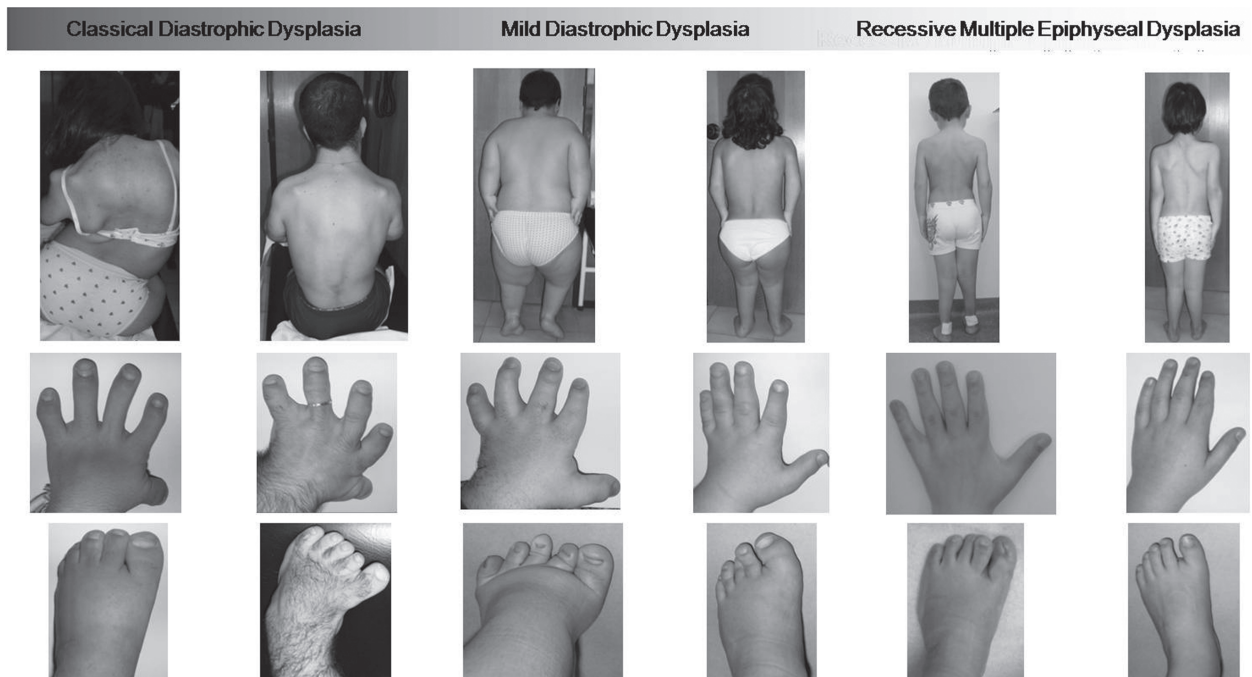 Classical Diastrophic Dysplasia
Mild Diastrophic Dysplasia
Recessive Multiple Epiphyseal Dysplasia